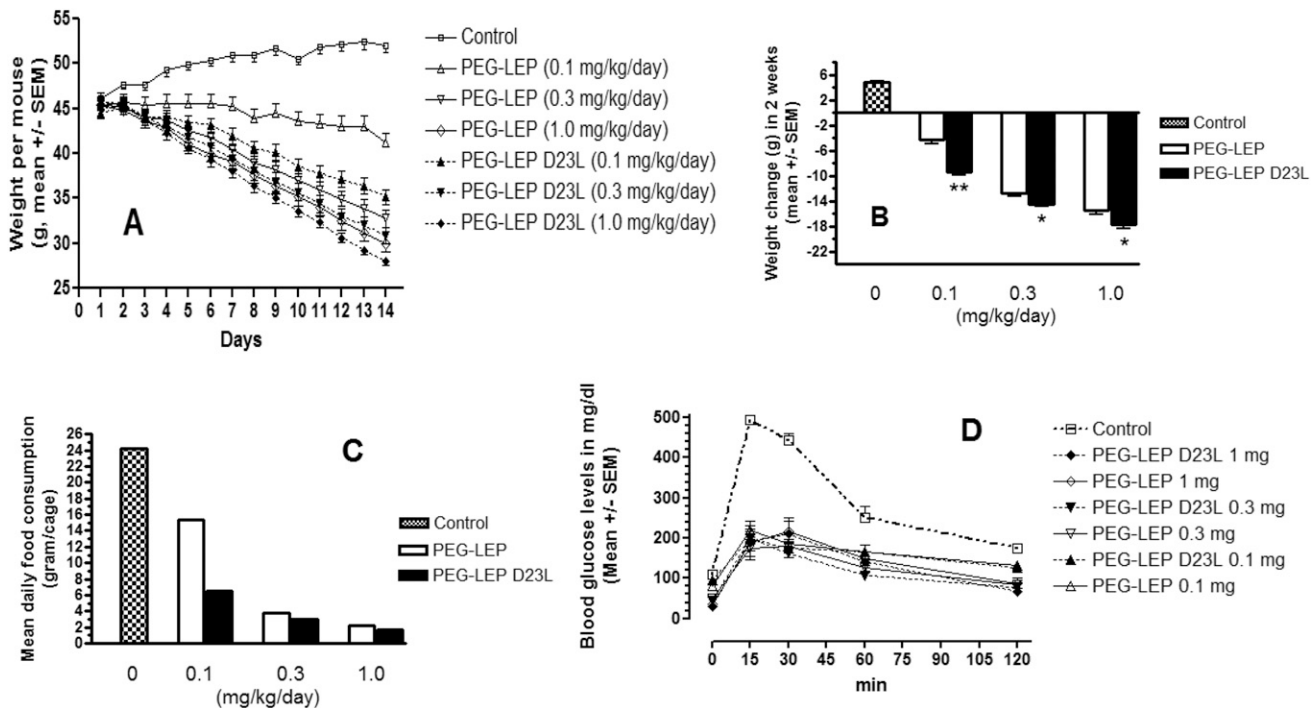 Weight per mouse
(g, mean +/- SEM)
55
50
45
40
35
30
25
A
0 1 2 3 4 5 6 7 8 9 10 11 12 13 14
Days
Control
PEG-LEP (0.1 mg/kg/day)
PEG-LEP (0.3 mg/kg/day)
PEG-LEP (1.0 mg/kg/day)
PEG-LEP D23L (0.1 mg/kg/day)
PEG-LEP D23L (0.3 mg/kg/day)
PEG-LEP D23L (1.0 mg/kg/day)
Weight change (g) in 2 weeks
(mean +/- SEM)
6
2
-2
-6
-10
-14
-18
-22
B
**
*
*
0 0.1 0.3 1.0
(mg/kg/day)
Control
PEG-LEP
PEG-LEP D23L
Mean daily food consumption
(gram/cage)
26
24
22
20
18
16
14
12
10
8
6
4
2
0
C
0 0.1 0.3 1.0
(mg/kg/day)
Control
PEG-LEP
PEG-LEP D23L
Blood glucose levels in mg/dl
(Mean +/- SEM)
500
400
300
200
100
0
D
0 15 30 45 60 75 90 105 120
min
Control
PEG-LEP D23L 1 mg
PEG-LEP 1 mg
PEG-LEP D23L 0.3 mg
PEG-LEP 0.3 mg
PEG-LEP D23L 0.1 mg
PEG-LEP 0.1 mg